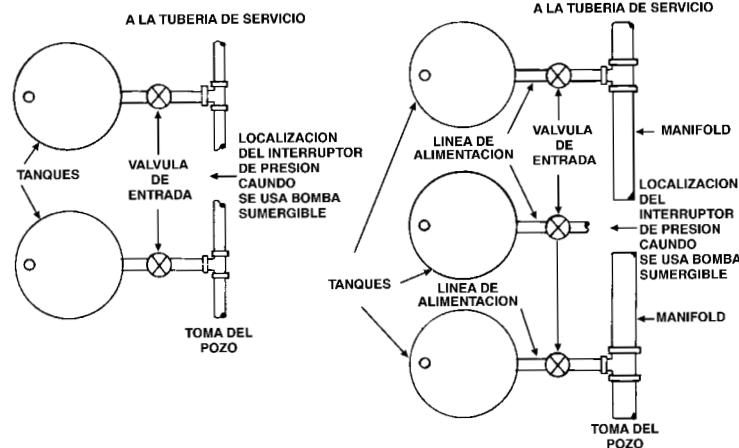 A LA TUBERIA DE SERVICIO
TANQUES
VALVULA
DE
ENTRADA
LOCALIZACION
DEL INTERRUPTOR
DE PRESION
CAUNDO
SE USA BOMBA
SUMERGIBLE
TOMA DEL
POZO
A LA TUBERIA DE SERVICIO
LINEA DE
ALIMENTACION
VALVULA
DE
ENTRADA
MANIFOLD
LOCALIZACION
DEL
INTERRUPTOR
DE PRESION
CAUNDO
SE USA BOMBA
SUMERGIBLE
TANQUES
LINEA DE
ALIMENTACION
MANIFOLD
TOMA DEL
POZO